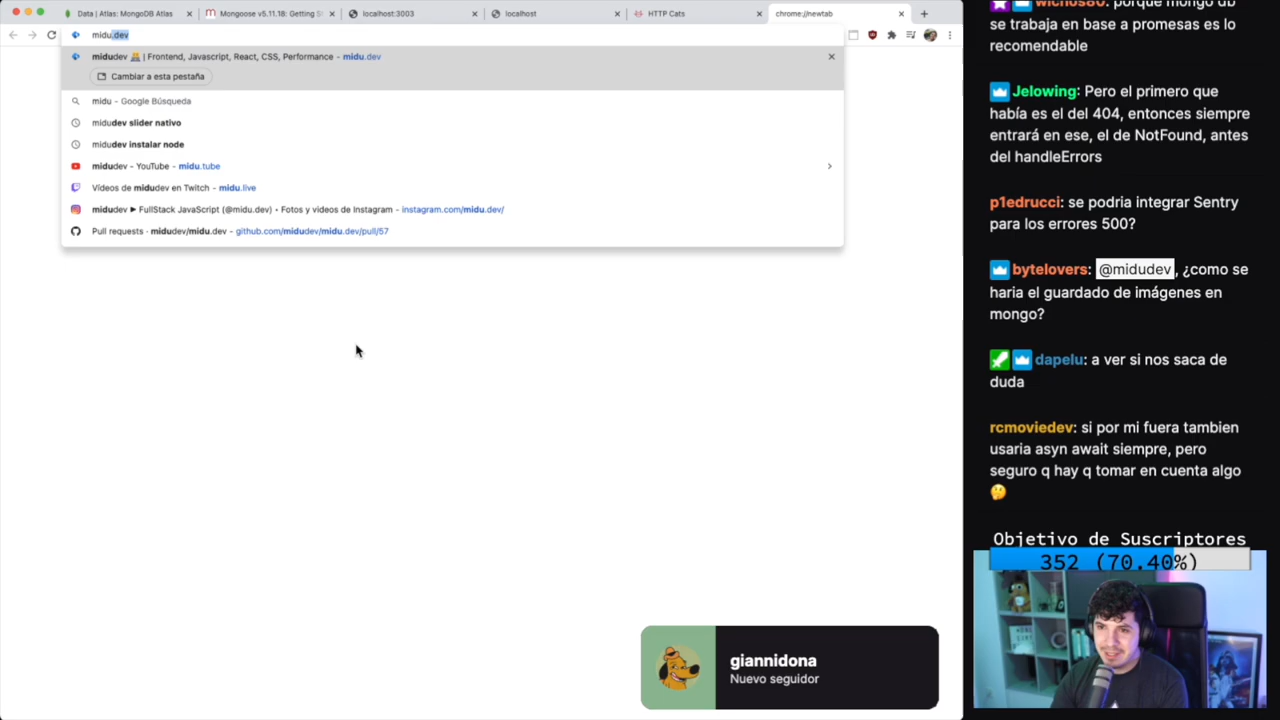 Data | Atlas: MongoDB Atlas
Mongoose v5.11.18: Getting S
localhost:3003
localhost
HTTP Cats
chrome://newtab
midu.dev
midudev | Frontend, Javascript, React, CSS, Performance - midu.dev
Cambiar a esta pestaña
midu - Google Búsqueda
midudev slider nativo
midudev instalar node
midudev - YouTube - midu.tube
Vídeos de midudev en Twitch - midu.live
midudev ► FullStack JavaScript (@midu.dev) • Fotos y videos de Instagram - instagram.com/midu.dev/
Pull requests · midudev/midu.dev - github.com/midudev/midu.dev/pull/57
wichos80: porque mongo db
se trabaja en base a promesas es lo
recomendable
Jelowing: Pero el primero que
había es el del 404, entonces siempre
entrará en ese, el de NotFound, antes
del handleErrors
p1edrucci: se podria integrar Sentry
para los errores 500?
bytelovers: @midudev, ¿como se
haria el guardado de imágenes en
mongo?
dapelu: a ver si nos saca de
duda
rcmoviedev: si por mi fuera tambien
usaria asyn await siempre, pero
seguro q hay q tomar en cuenta algo
Objetivo de Suscriptores
352 (70.40%)
giannidona
Nuevo seguidor